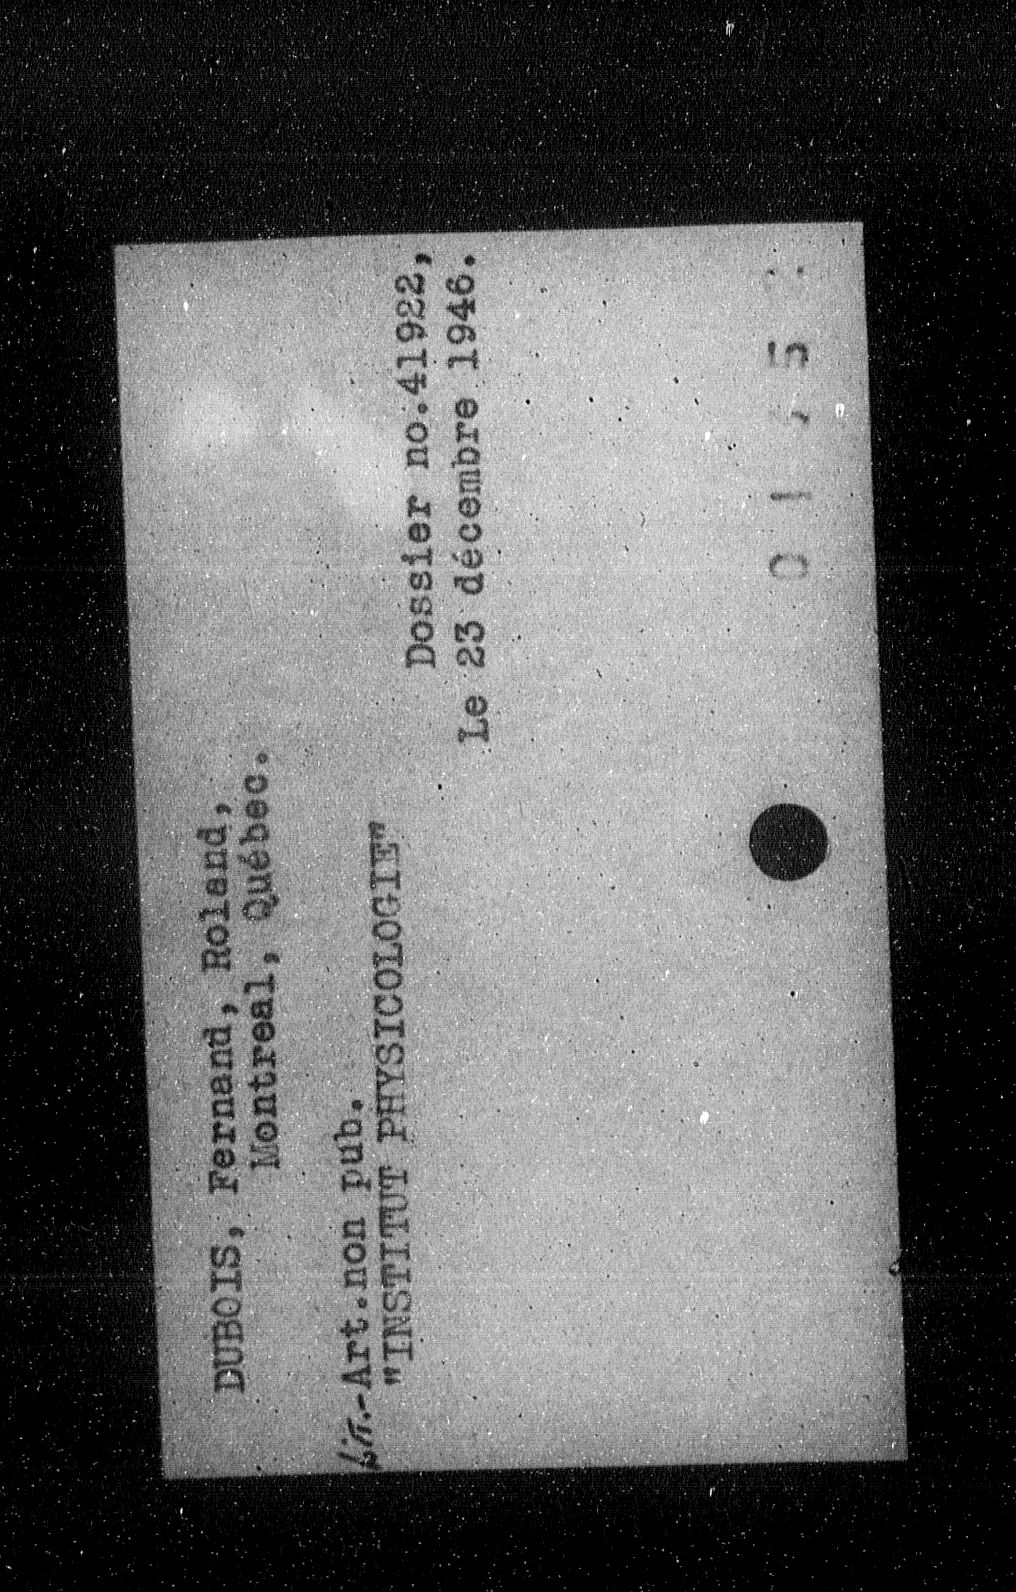 DUBOIS, Fernand, Roland,
Montreal, Québec.
Lit.-Art.non pub.
"INSTITUT PHYSICOLOGIE"
Dossier no.41922,
Le 23 décembre 1946.